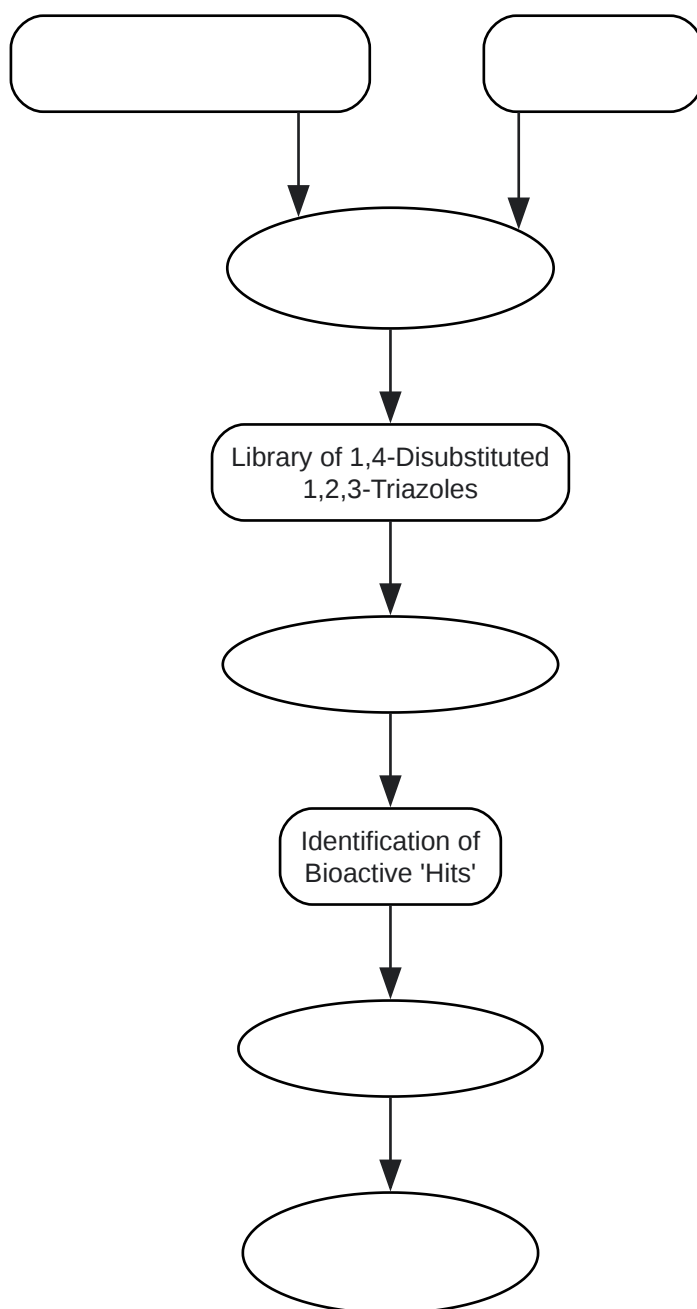 Library of 1,4-Disubstituted
1,2,3-Triazoles
Identification of
Bioactive 'Hits'